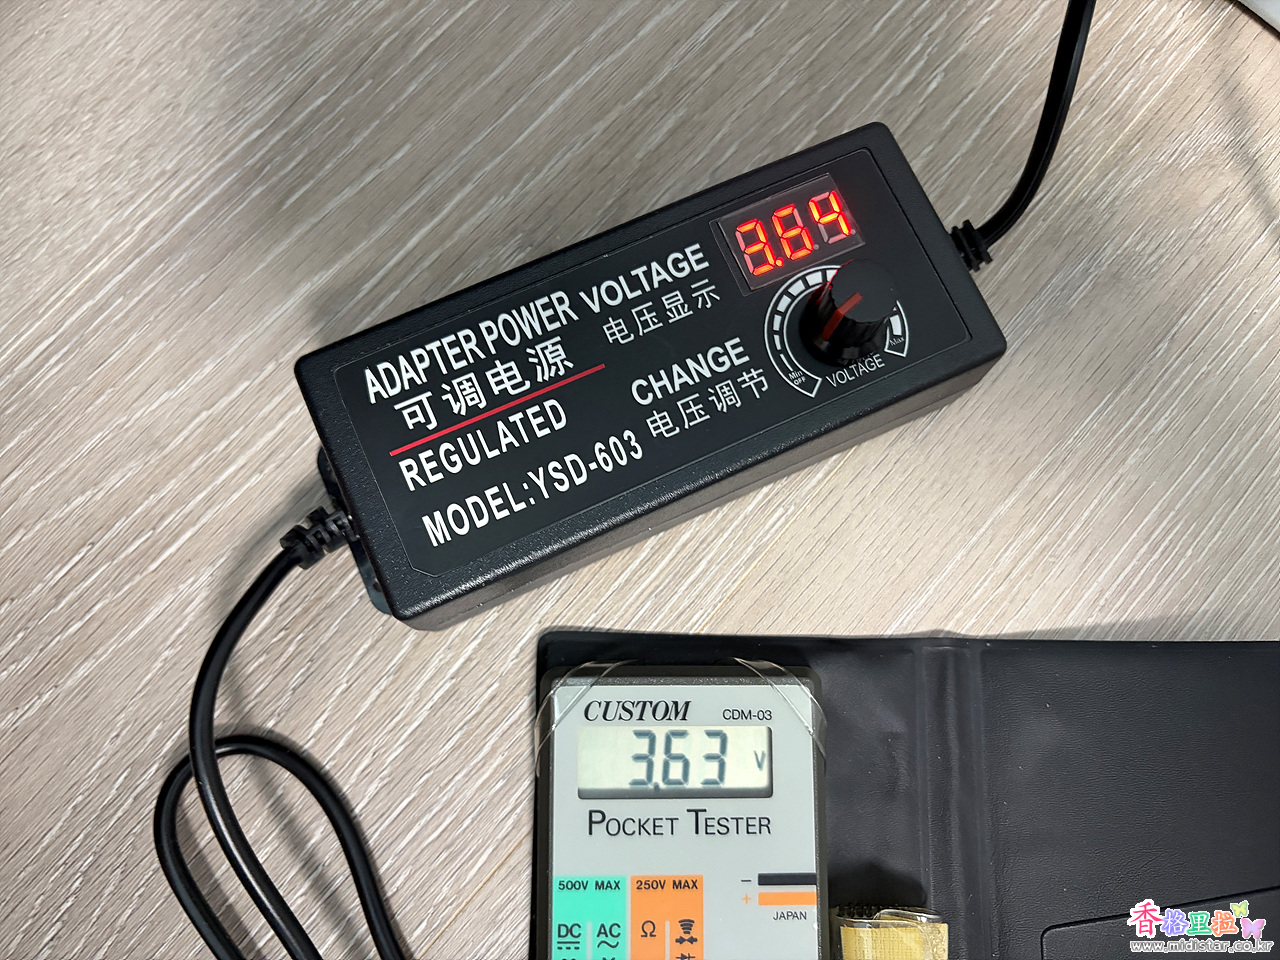 3.64
ADAPTER POWER
可调电源
REGULATED
MODEL:YSD-603
VOLTAGE
电压显示
CHANGE
电压调节
Min
OFF
Max
VOLTAGE
CUSTOM
CDM-03
3.63 V
POCKET TESTER
500V MAX
250V MAX
DC
AC
Ω
−
+
JAPAN
香格里拉
www.midistar.co.kr